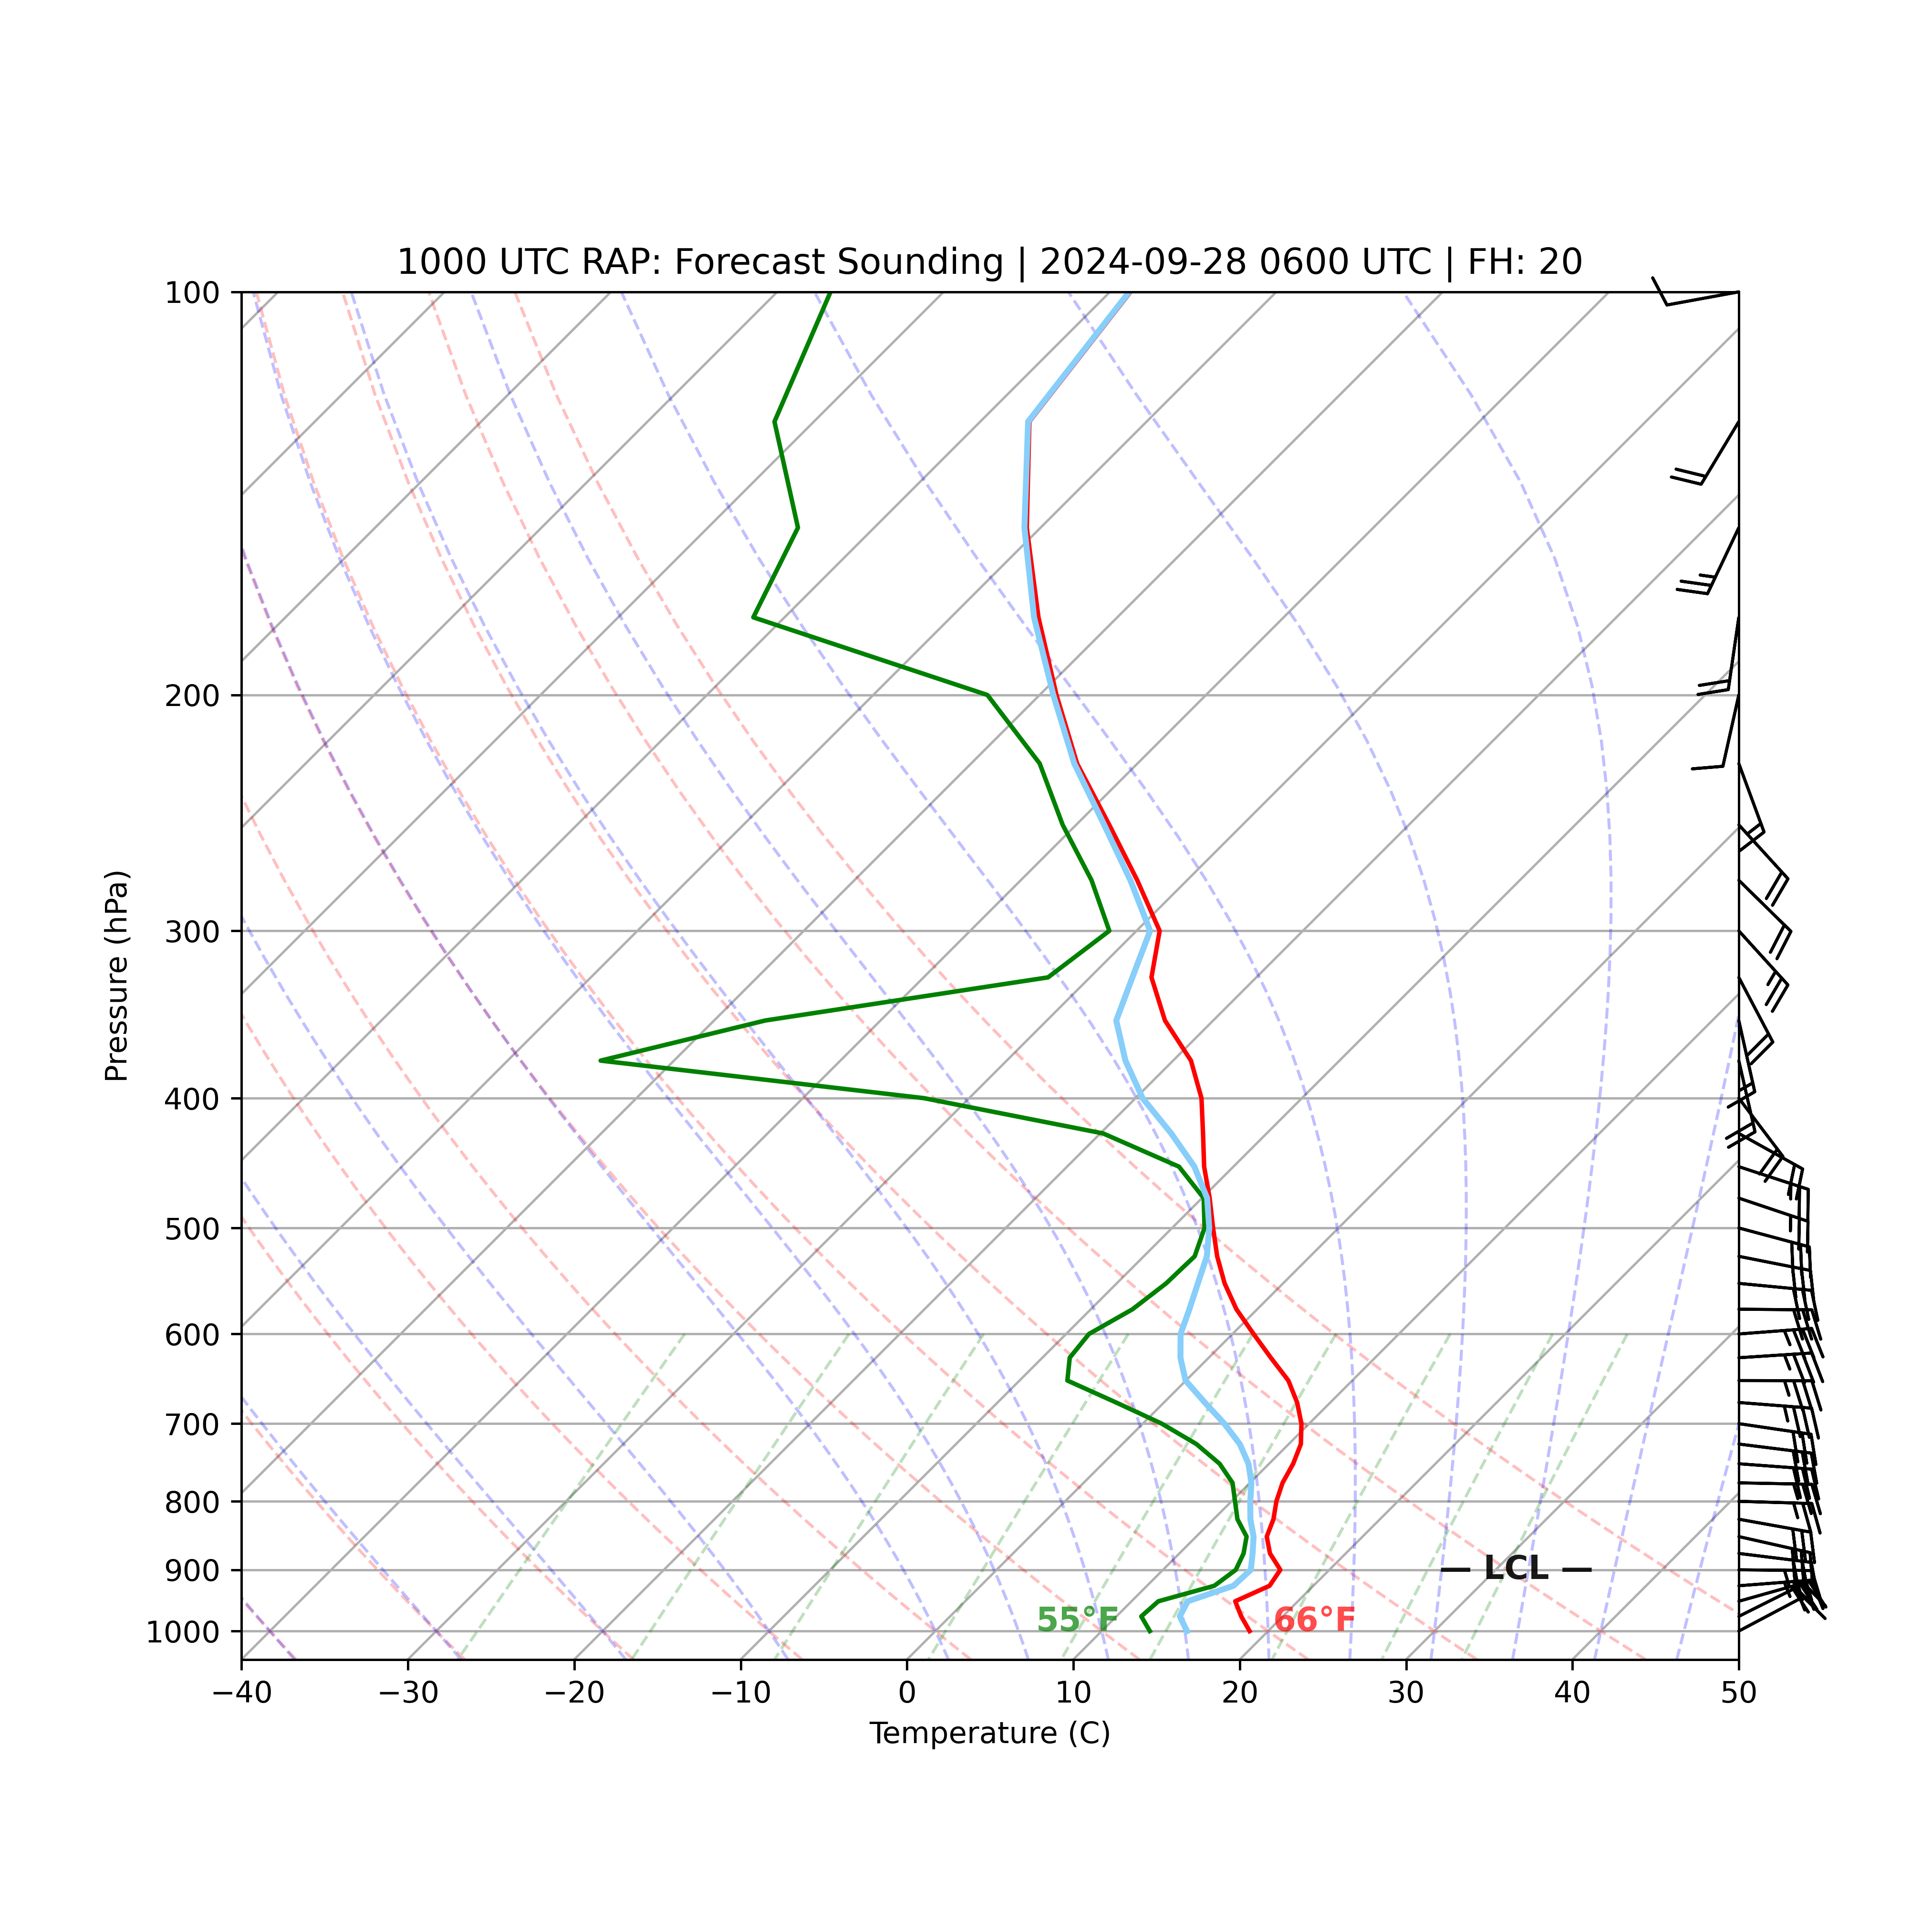 1000 UTC RAP: Forecast Sounding | 2024-09-28 0600 UTC | FH: 20
100
200
300
400
500
600
700
800
900
1000
Pressure (hPa)
— LCL —
55°F
66°F
−40 −30 −20 −10 0 10 20 30 40 50
Temperature (C)